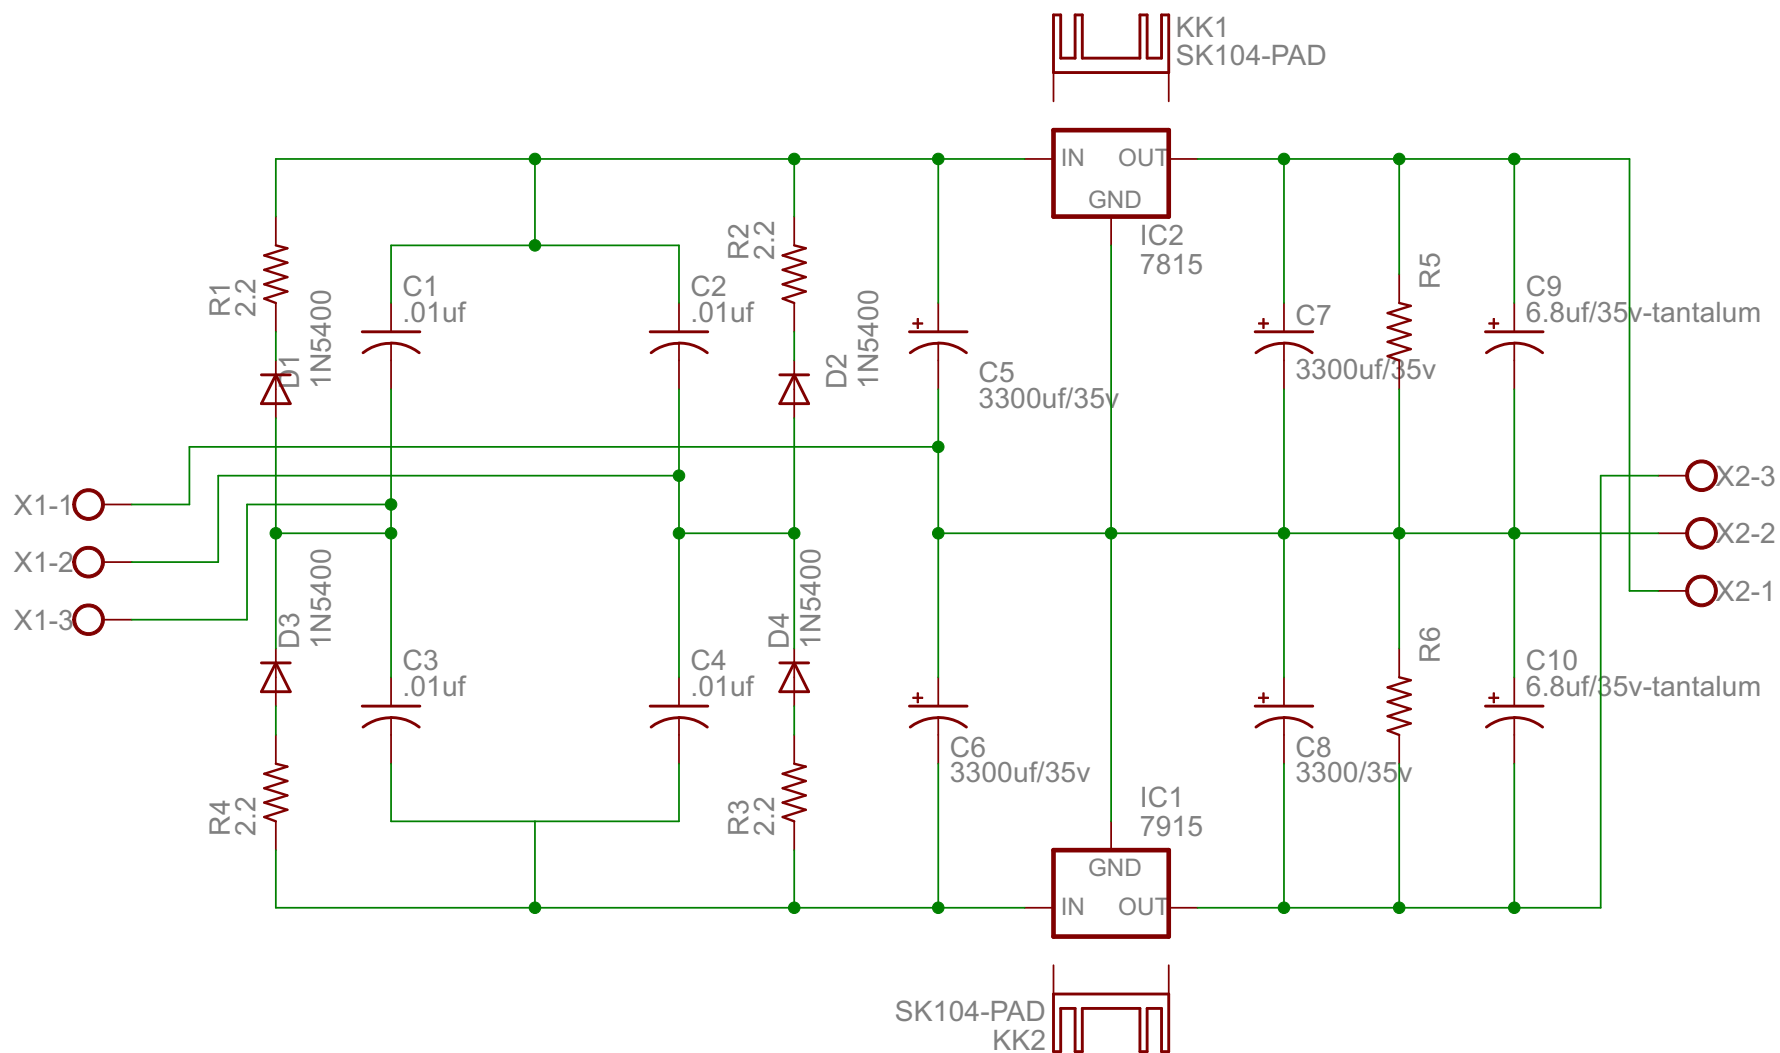 KK1
SK104-PAD
IN
OUT
GND
IC2
7815
R1
2.2
D1
1N5400
C1
.01uf
C2
.01uf
R2
2.2
D2
1N5400
C5
3300uf/35v
C7
3300uf/35v
R5
C9
6.8uf/35v-tantalum
X1-1
X1-2
X1-3
X2-3
X2-2
X2-1
D3
1N5400
R4
2.2
C3
.01uf
C4
.01uf
D4
1N5400
R3
2.2
C6
3300uf/35v
C8
3300/35v
R6
C10
6.8uf/35v-tantalum
IC1
7915
GND
IN
OUT
SK104-PAD
KK2